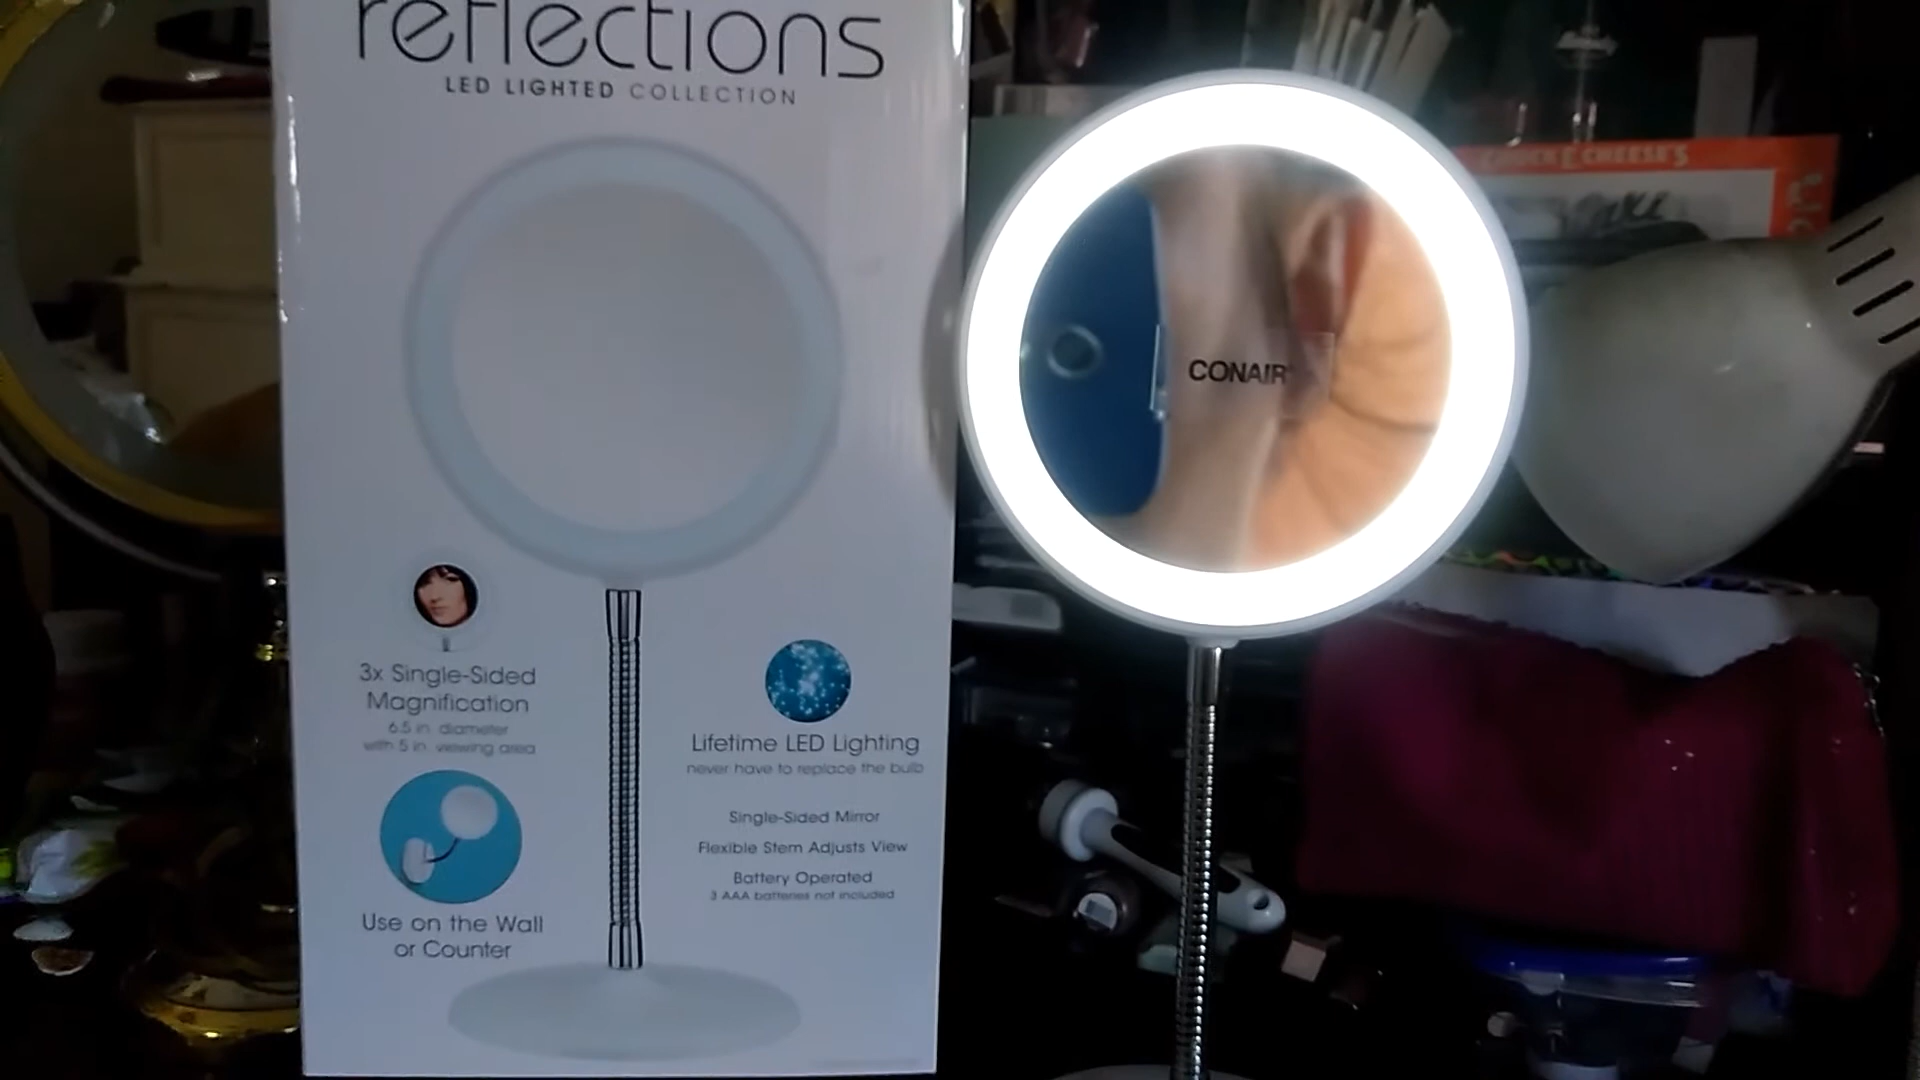 reflections
LED LIGHTED COLLECTION
3x Single-Sided
Magnification
6.5 in. diameter
with 5 in. viewing area
Use on the Wall
or Counter
Lifetime LED Lighting
never have to replace the bulb
Single-Sided Mirror
Flexible Stem Adjusts View
Battery Operated
3 AAA batteries not included
CONAIR
CHUCK E. CHEESE'S